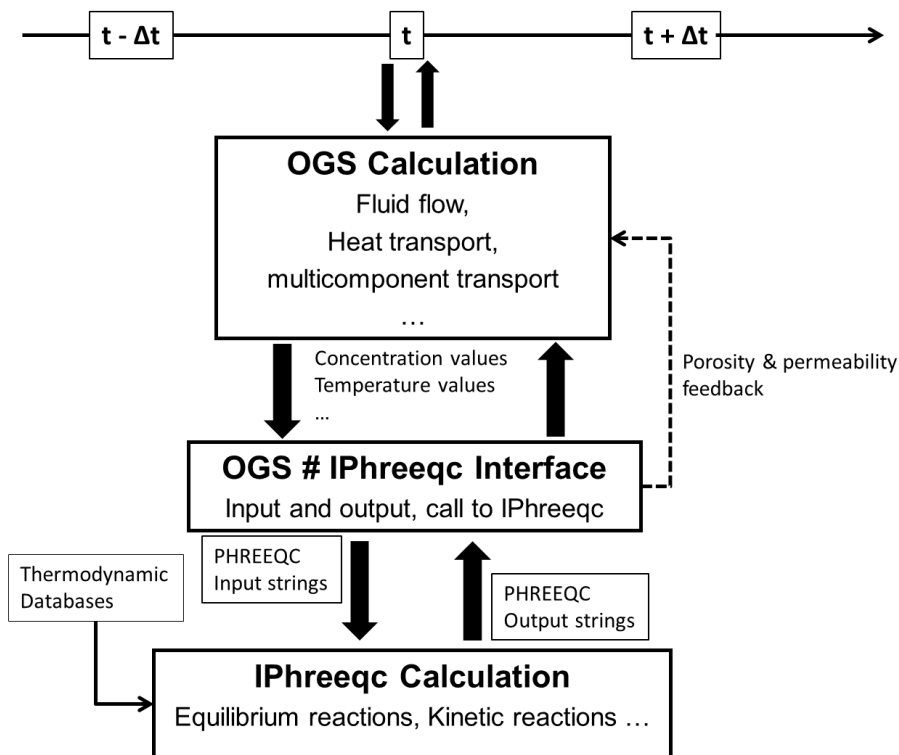 t - Δt
t
t + Δt
OGS Calculation
Fluid flow,
Heat transport,
multicomponent transport
…
Concentration values
Temperature values
...
Porosity & permeability
feedback
OGS # IPhreeqc Interface
Input and output, call to IPhreeqc
PHREEQC
Input strings
Thermodynamic
Databases
PHREEQC
Output strings
IPhreeqc Calculation
Equilibrium reactions, Kinetic reactions …